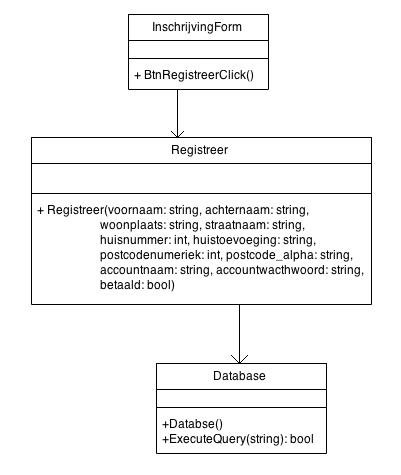 InschrijvingForm
+ BtnRegistreerClick()
Registreer
+ Registreer(voornaam: string, achternaam: string,
woonplaats: string, straatnaam: string,
huisnummer: int, huistoevoeging: string,
postcodenumeriek: int, postcode_alpha: string,
accountnaam: string, accountwacthwoord: string,
betaald: bool)
Database
+Databse()
+ExecuteQuery(string): bool